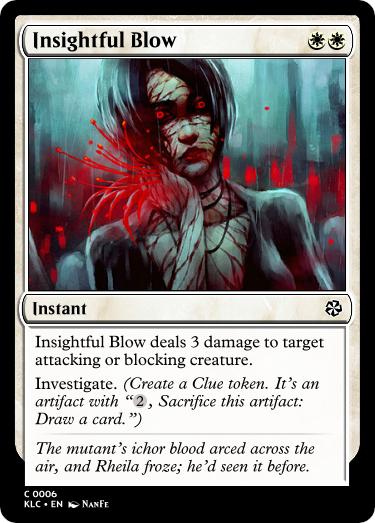 Insightful Blow
Instant
Insightful Blow deals 3 damage to target
attacking or blocking creature.
Investigate. (Create a Clue token. It's an
artifact with “2, Sacrifice this artifact:
Draw a card.”)
The mutant's ichor blood arced across the
air, and Rheila froze; he'd seen it before.
C 0006
KLC • EN NanFe